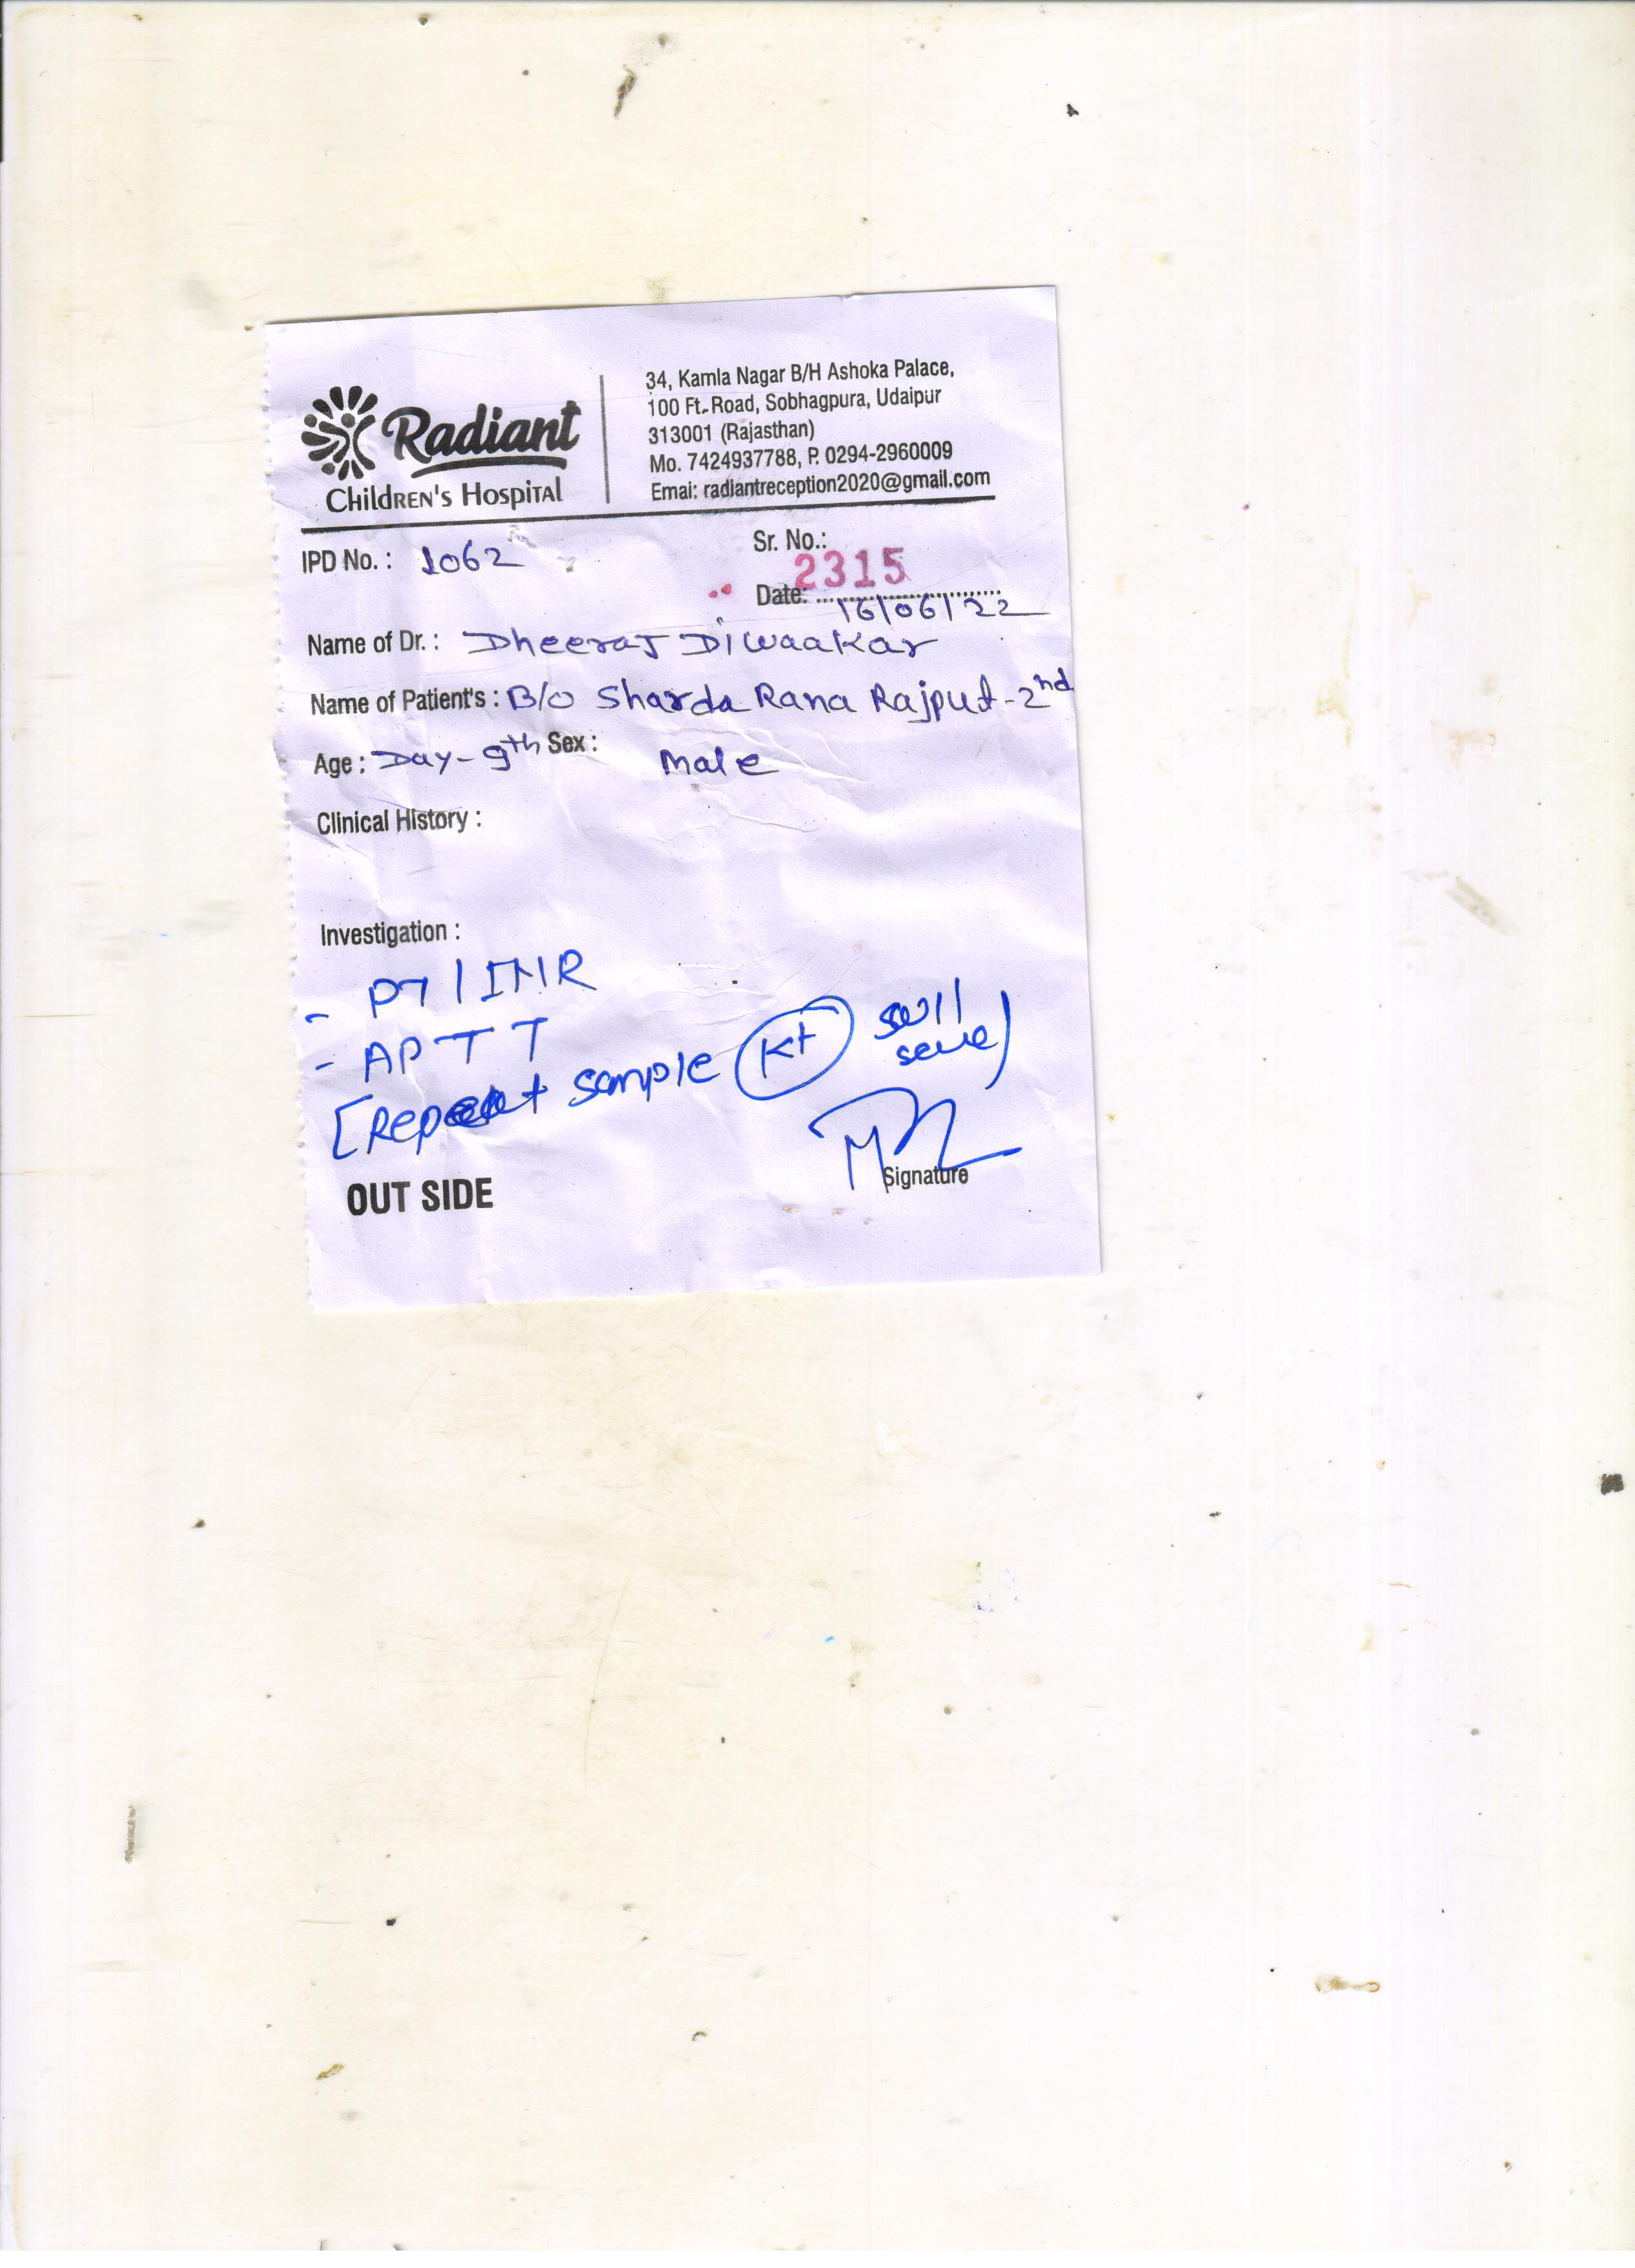 Radiant
Children's Hospital
34, Kamla Nagar B/H Ashoka Palace,
100 Ft. Road, Sobhagpura, Udaipur
313001 (Rajasthan)
Mo. 7424937788, P. 0294-2960009
Emai: radiantreception2020@gmail.com
IPD No. : 1062
Sr. No.:
2315
Date: 16/06/22
Name of Dr. : Dheeraj Diwaakar
Name of Patient's : B/o Sharda Rana Rajput-2nd
Age : Day-9th Sex : Male
Clinical History :
Investigation :
- PT/INR
- APTT
[Repeat sample K+
OUT SIDE
Signature